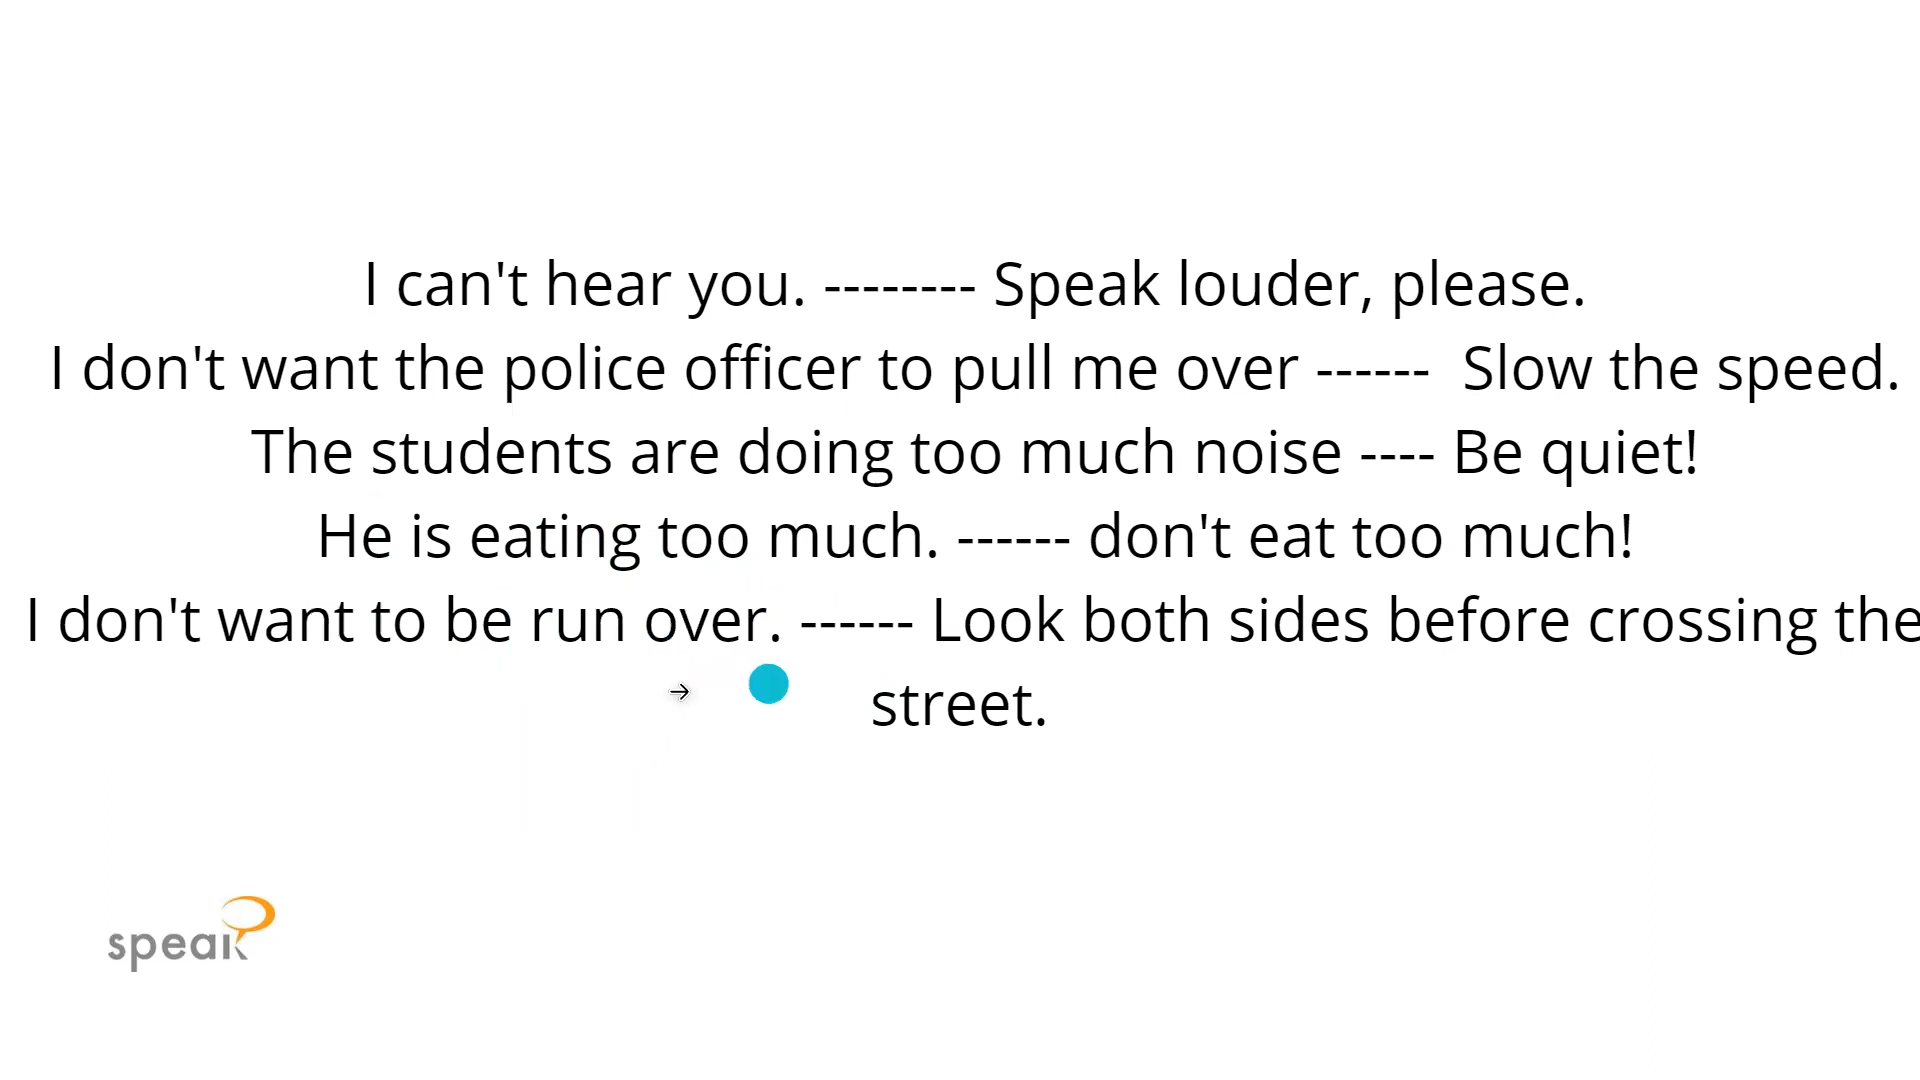 I can't hear you. -------- Speak louder, please.
I don't want the police officer to pull me over ------  Slow the speed.
The students are doing too much noise ---- Be quiet!
He is eating too much. ------ don't eat too much!
I don't want to be run over. ------ Look both sides before crossing the
street.
speak